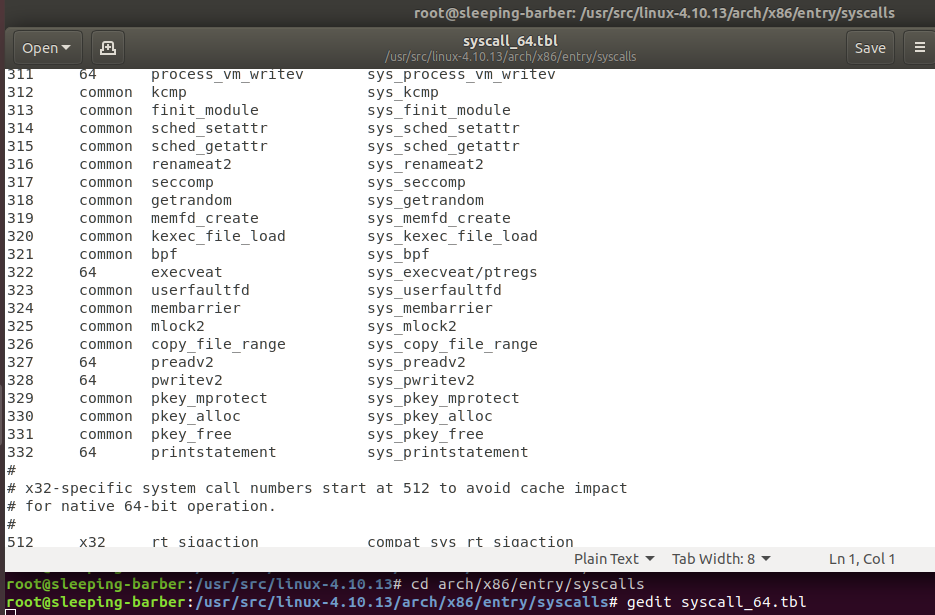 root@sleeping-barber: /usr/src/linux-4.10.13/arch/x86/entry/syscalls
Open syscall_64.tbl Save
/usr/src/linux-4.10.13/arch/x86/entry/syscalls
311 64 process_vm_writev sys_process_vm_writev
312 common kcmp sys_kcmp
313 common finit_module sys_finit_module
314 common sched_setattr sys_sched_setattr
315 common sched_getattr sys_sched_getattr
316 common renameat2 sys_renameat2
317 common seccomp sys_seccomp
318 common getrandom sys_getrandom
319 common memfd_create sys_memfd_create
320 common kexec_file_load sys_kexec_file_load
321 common bpf sys_bpf
322 64 execveat sys_execveat/ptregs
323 common userfaultfd sys_userfaultfd
324 common membarrier sys_membarrier
325 common mlock2 sys_mlock2
326 common copy_file_range sys_copy_file_range
327 64 preadv2 sys_preadv2
328 64 pwritev2 sys_pwritev2
329 common pkey_mprotect sys_pkey_mprotect
330 common pkey_alloc sys_pkey_alloc
331 common pkey_free sys_pkey_free
332 64 printstatement sys_printstatement
#
# x32-specific system call numbers start at 512 to avoid cache impact
# for native 64-bit operation.
#
512 x32 rt_sigaction compat_sys_rt_sigaction
Plain Text Tab Width: 8 Ln 1, Col 1
root@sleeping-barber:/usr/src/linux-4.10.13# cd arch/x86/entry/syscalls
root@sleeping-barber:/usr/src/linux-4.10.13/arch/x86/entry/syscalls# gedit syscall_64.tbl